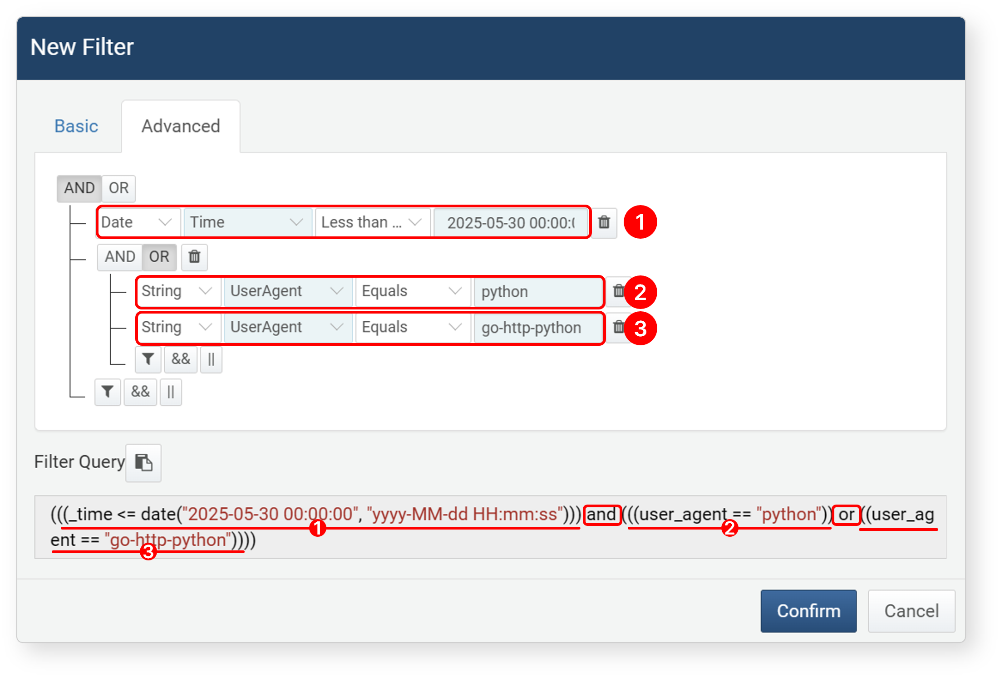 New Filter
Basic Advanced
AND OR
Date Time Less than ... 2025-05-30 00:00:( 1
AND OR
String UserAgent Equals python 2
String UserAgent Equals go-http-python 3
&& ||
&& ||
Filter Query
(((_time <= date("2025-05-30 00:00:00", "yyyy-MM-dd HH:mm:ss"))) and (((user_agent == "python")) or ((user_ag
1 2
ent == "go-http-python"))))
3
Confirm Cancel